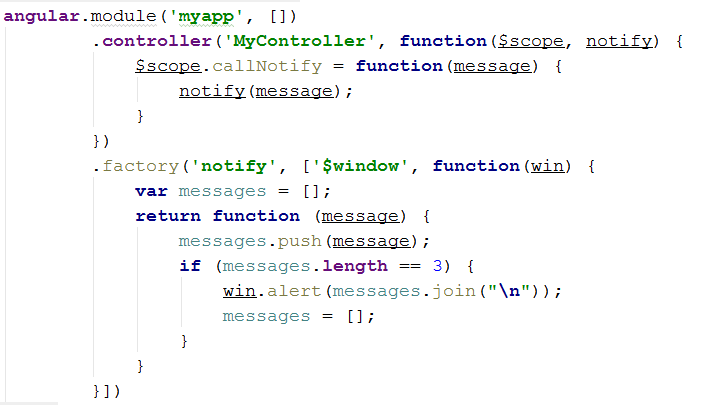 angular.module('myapp', [])
        .controller('MyController', function($scope, notify) {
            $scope.callNotify = function(message) {
                notify(message);
            }
        })
        .factory('notify', ['$window', function(win) {
            var messages = [];
            return function (message) {
                messages.push(message);
                if (messages.length == 3) {
                    win.alert(messages.join("\n"));
                    messages = [];
                }
            }
        }])